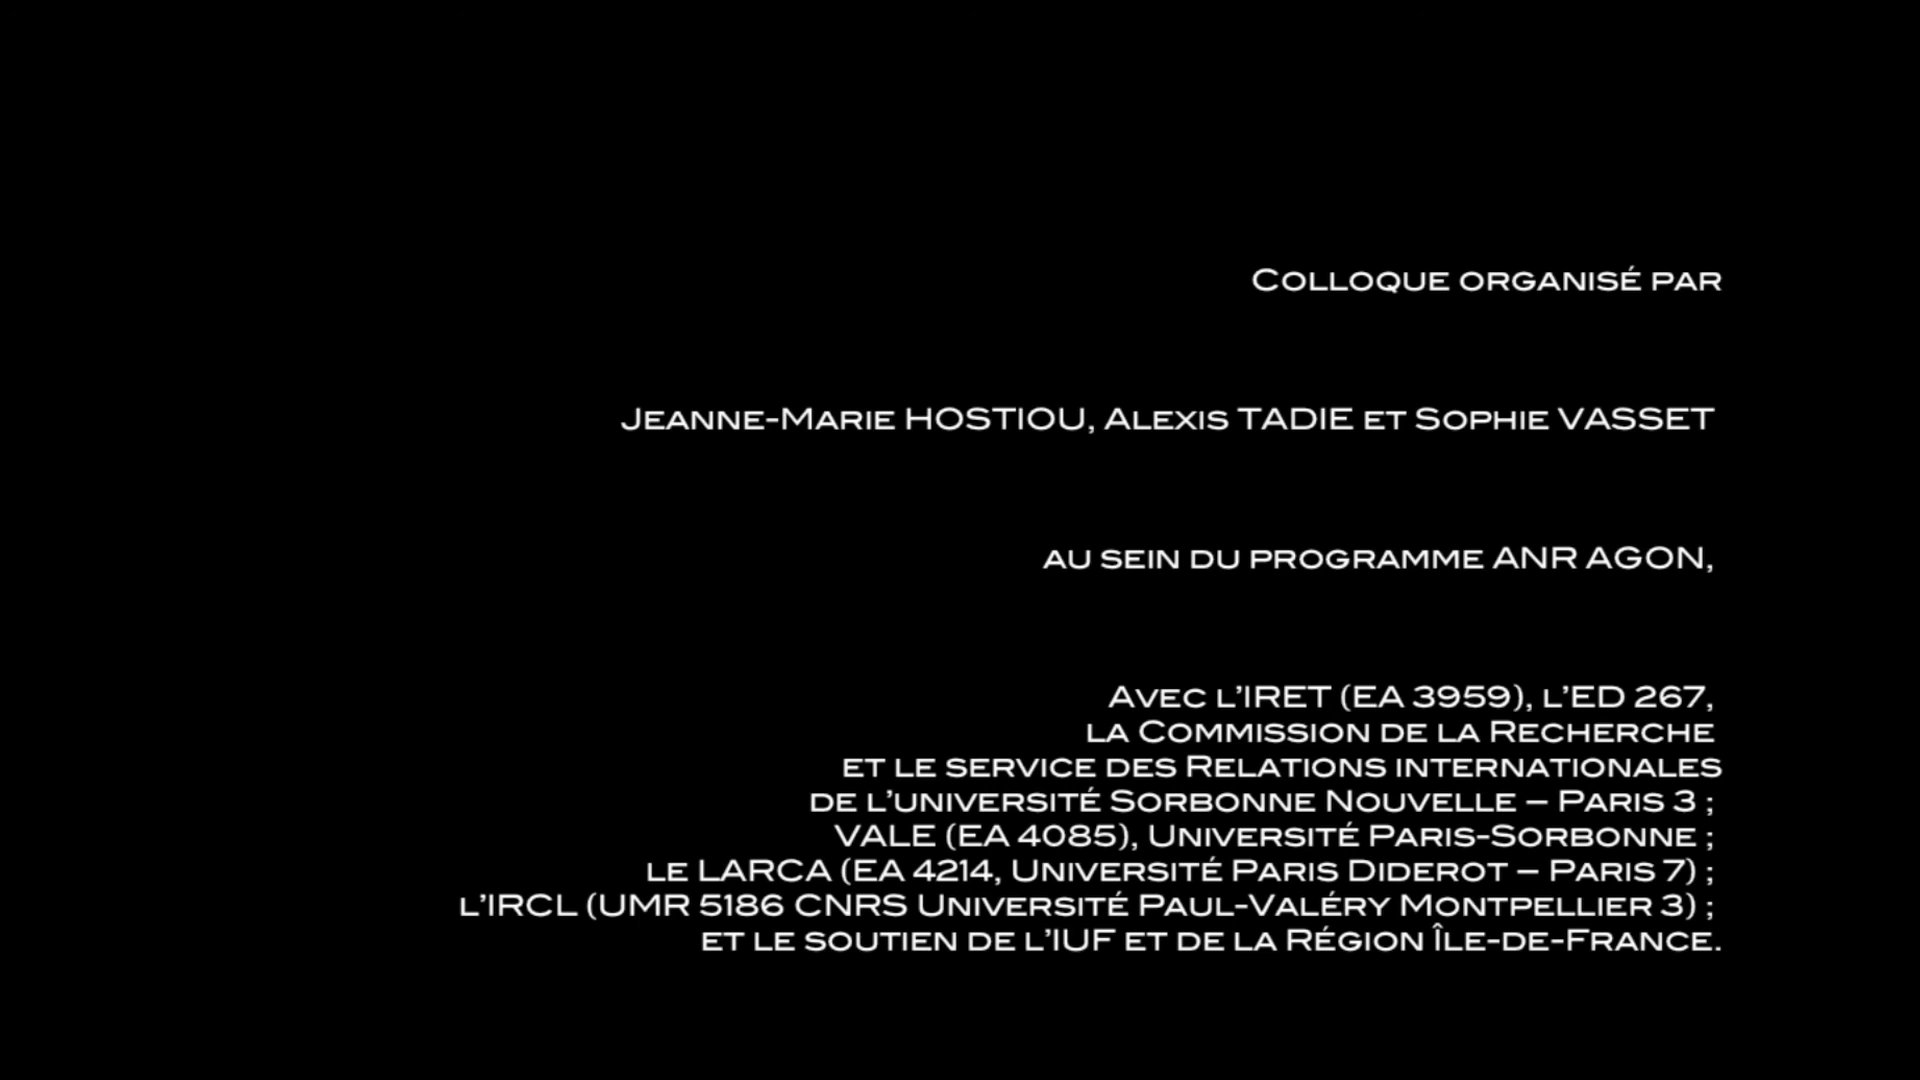 Colloque organisé par
Jeanne-Marie HOSTIOU, Alexis TADIE et Sophie VASSET
au sein du programme ANR AGON,
Avec l’IRET (EA 3959), l’ED 267,
la Commission de la Recherche
et le service des Relations internationales
de l’université Sorbonne Nouvelle – Paris 3 ;
VALE (EA 4085), Université Paris-Sorbonne ;
le LARCA (EA 4214, Université Paris Diderot – Paris 7) ;
l’IRCL (UMR 5186 CNRS Université Paul-Valéry Montpellier 3) ;
et le soutien de l’IUF et de la Région Île-de-France.